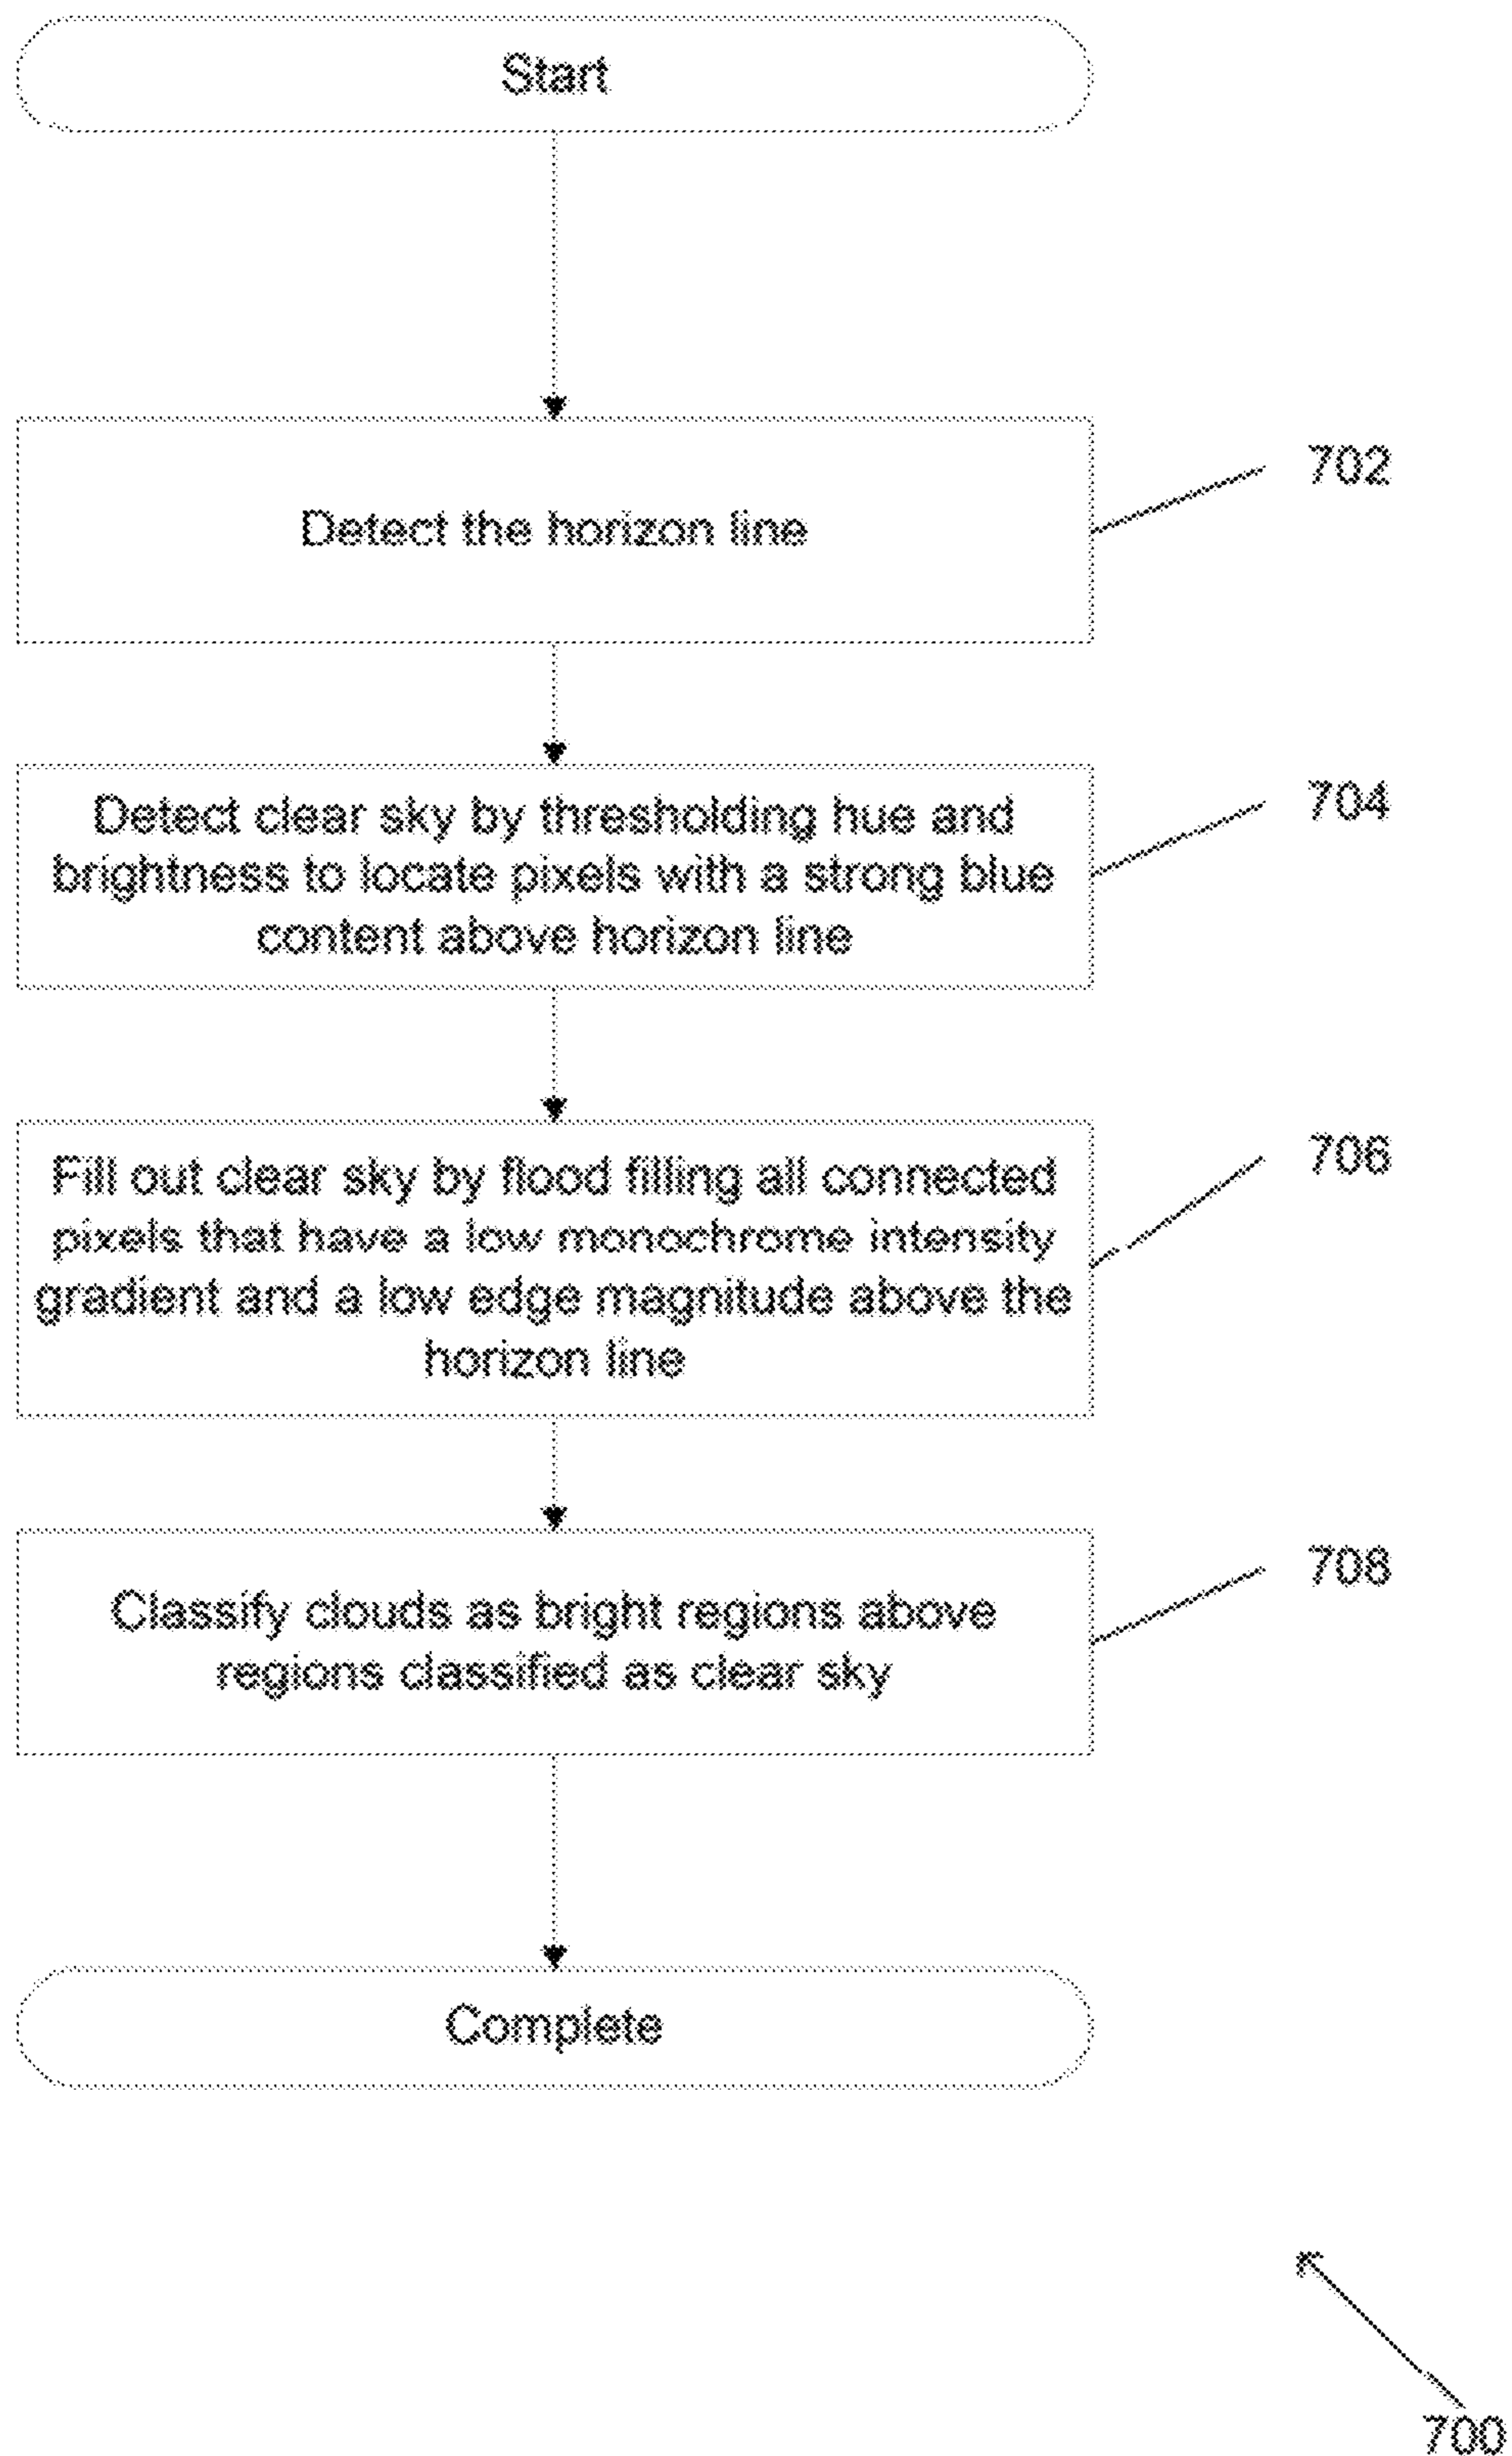 Start
Detect the horizon line
702
Detect clear sky by thresholding hue and
brightness to locate pixels with a strong blue
content above horizon line
704
Fill out clear sky by flood filling all connected
pixels that have a low monochrome intensity
gradient and a low edge magnitude above the
horizon line
706
Classify clouds as bright regions above
regions classified as clear sky
708
Complete
700